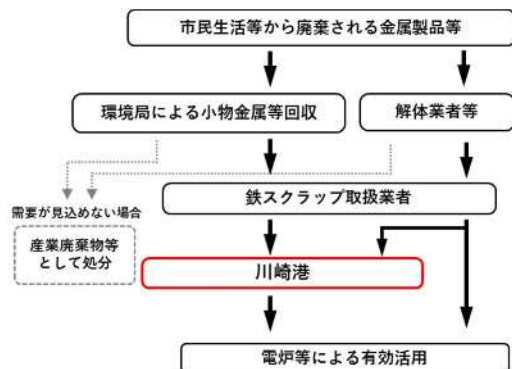 市民生活等から廃棄される金属製品等
環境局による小物金属等回収
解体業者等
鉄スクラップ取扱業者
需要が見込めない場合
産業廃棄物等
として処分
川崎港
電炉等による有効活用